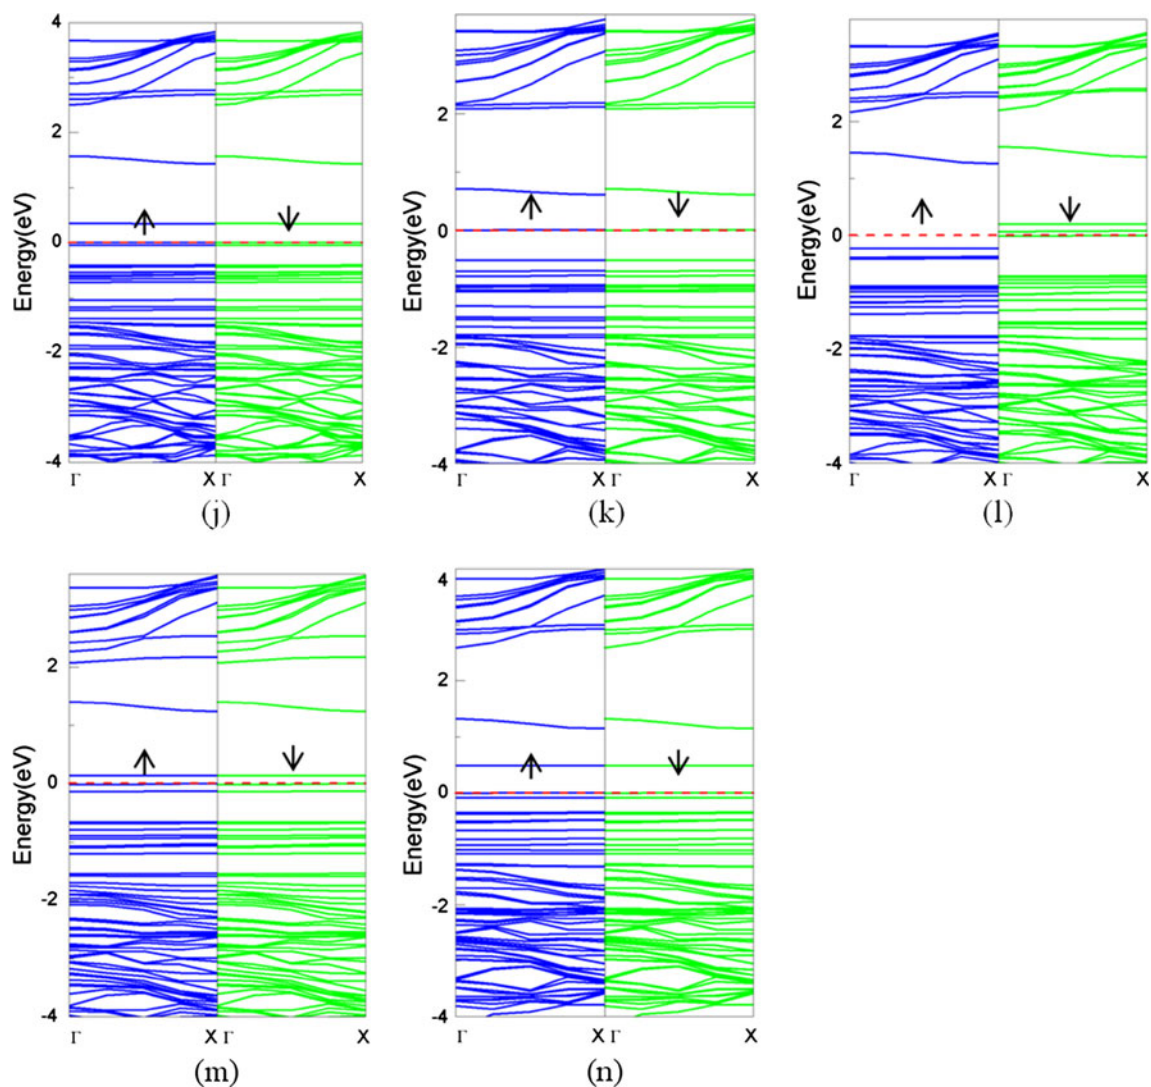 4
2
0
-2
-4
Energy(eV)
↑ ↓
Γ X Γ X
(j)
2
0
-2
-4
Energy(eV)
↑ ↓
Γ X Γ X
(k)
2
0
-2
-4
Energy(eV)
↑ ↓
Γ X Γ X
(l)
2
0
-2
-4
Energy(eV)
↑ ↓
Γ X Γ X
(m)
4
2
0
-2
-4
Energy(eV)
↑ ↓
Γ X Γ X
(n)